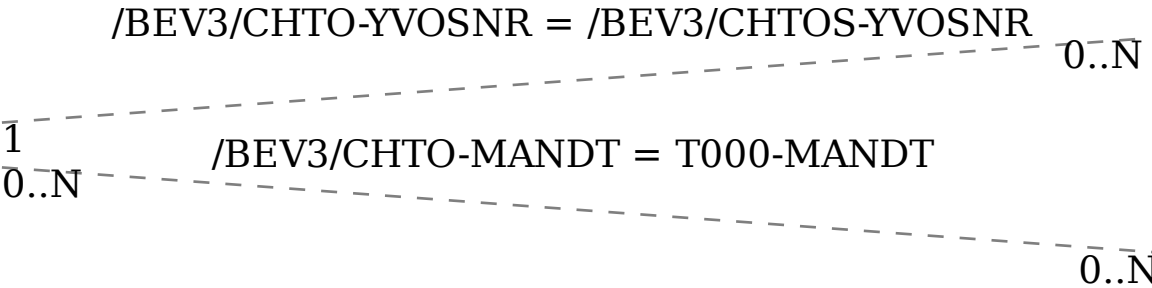 /BEV3/CHTO-YVOSNR = /BEV3/CHTOS-YVOSNR
0..N
1
/BEV3/CHTO-MANDT = T000-MANDT
0..N
0..N